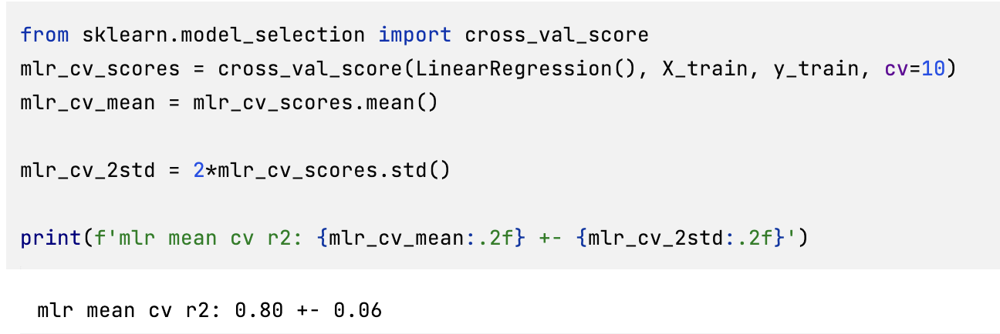 from sklearn.model_selection import cross_val_score
mlr_cv_scores = cross_val_score(LinearRegression(), X_train, y_train, cv=10)
mlr_cv_mean = mlr_cv_scores.mean()
mlr_cv_2std = 2*mlr_cv_scores.std()
print(f'mlr mean cv r2: {mlr_cv_mean:.2f} +- {mlr_cv_2std:.2f}')
mlr mean cv r2: 0.80 +- 0.06